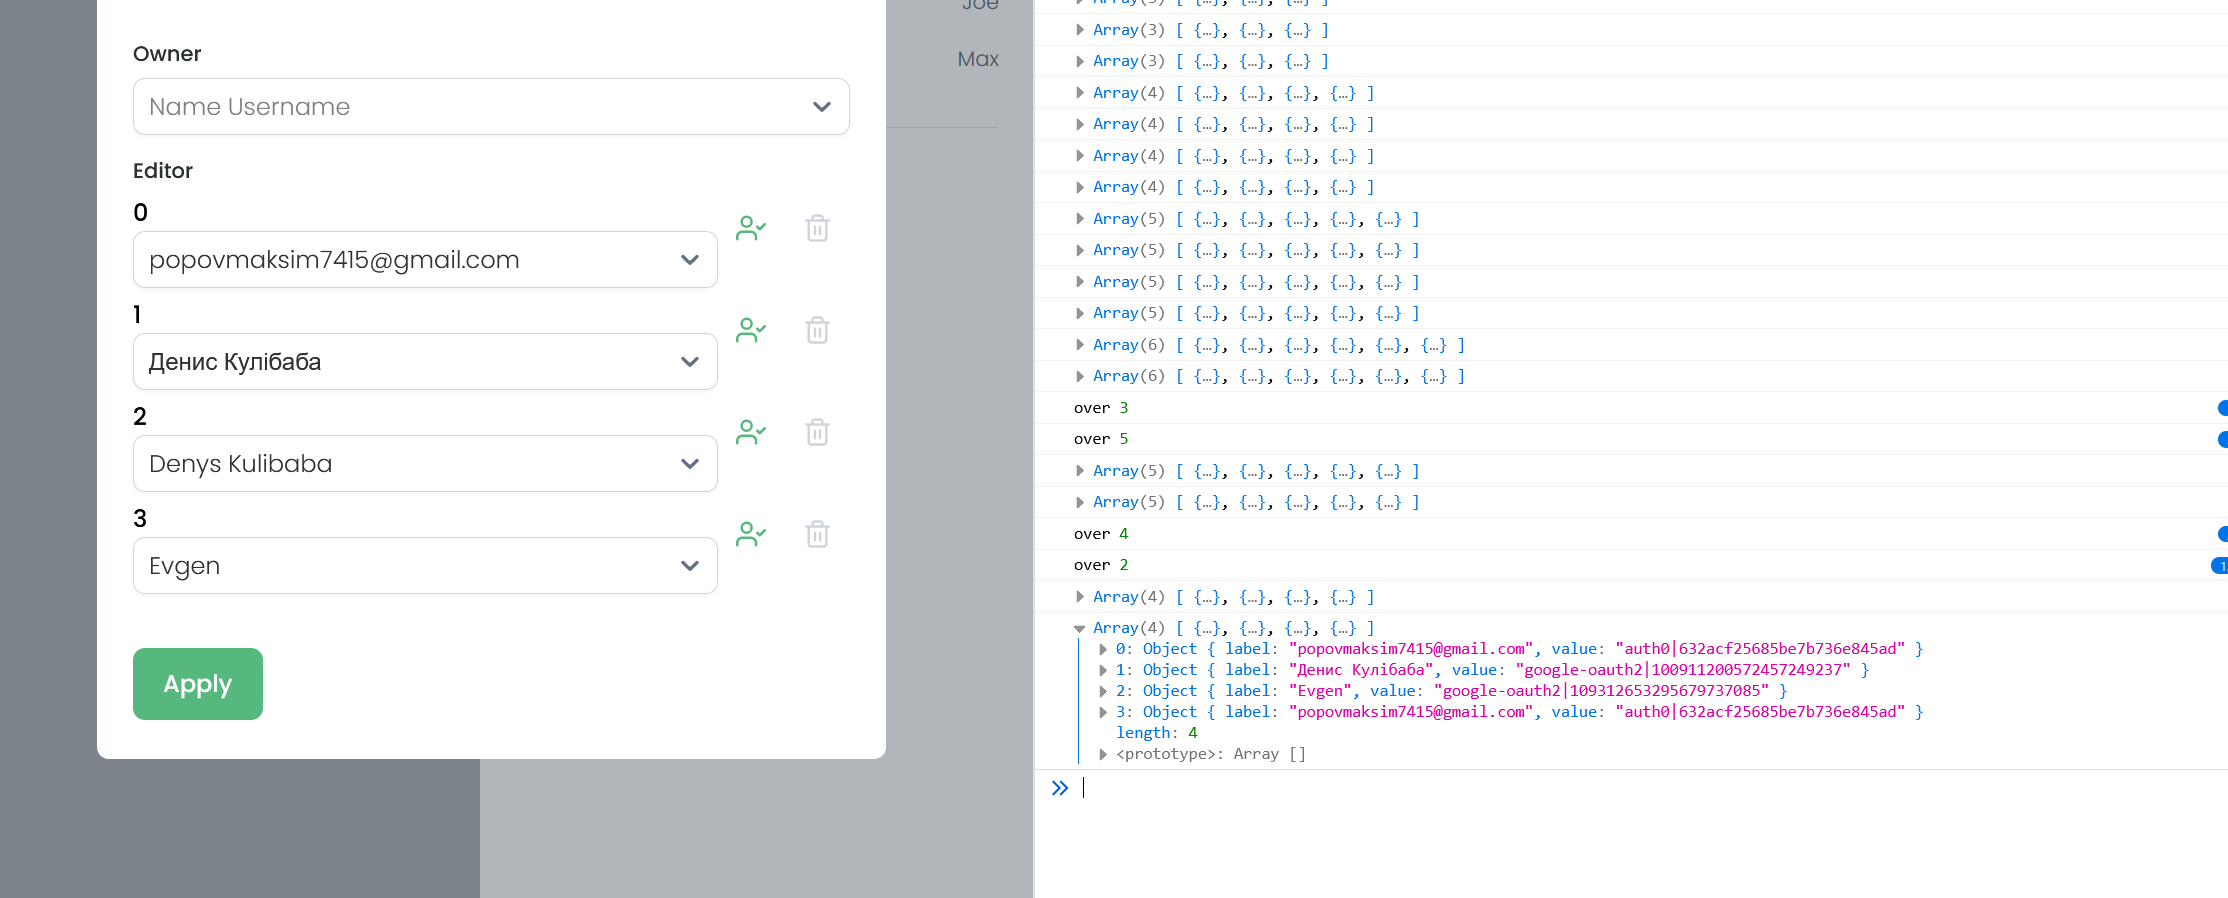 Joe
Max
Owner
Name Username
Editor
0
popovmaksim7415@gmail.com
1
Денис Кулібаба
2
Denys Kulibaba
3
Evgen
Apply
Array(3) [ {…}, {…}, {…} ]
Array(3) [ {…}, {…}, {…} ]
Array(3) [ {…}, {…}, {…} ]
Array(4) [ {…}, {…}, {…}, {…} ]
Array(4) [ {…}, {…}, {…}, {…} ]
Array(4) [ {…}, {…}, {…}, {…} ]
Array(4) [ {…}, {…}, {…}, {…} ]
Array(5) [ {…}, {…}, {…}, {…}, {…} ]
Array(5) [ {…}, {…}, {…}, {…}, {…} ]
Array(5) [ {…}, {…}, {…}, {…}, {…} ]
Array(5) [ {…}, {…}, {…}, {…}, {…} ]
Array(6) [ {…}, {…}, {…}, {…}, {…}, {…} ]
Array(6) [ {…}, {…}, {…}, {…}, {…}, {…} ]
over 3
over 5
Array(5) [ {…}, {…}, {…}, {…}, {…} ]
Array(5) [ {…}, {…}, {…}, {…}, {…} ]
over 4
over 2
Array(4) [ {…}, {…}, {…}, {…} ]
Array(4) [ {…}, {…}, {…}, {…} ]
0: Object { label: "popovmaksim7415@gmail.com", value: "auth0|632acf25685be7b736e845ad" }
1: Object { label: "Денис Кулібаба", value: "google-oauth2|100911200572457249237" }
2: Object { label: "Evgen", value: "google-oauth2|109312653295679737085" }
3: Object { label: "popovmaksim7415@gmail.com", value: "auth0|632acf25685be7b736e845ad" }
length: 4
<prototype>: Array []